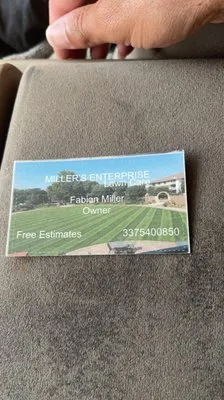 MILLER'S ENTERPRISE
Lawn Care
Fabian Miller
Owner
Free Estimates
3375400850